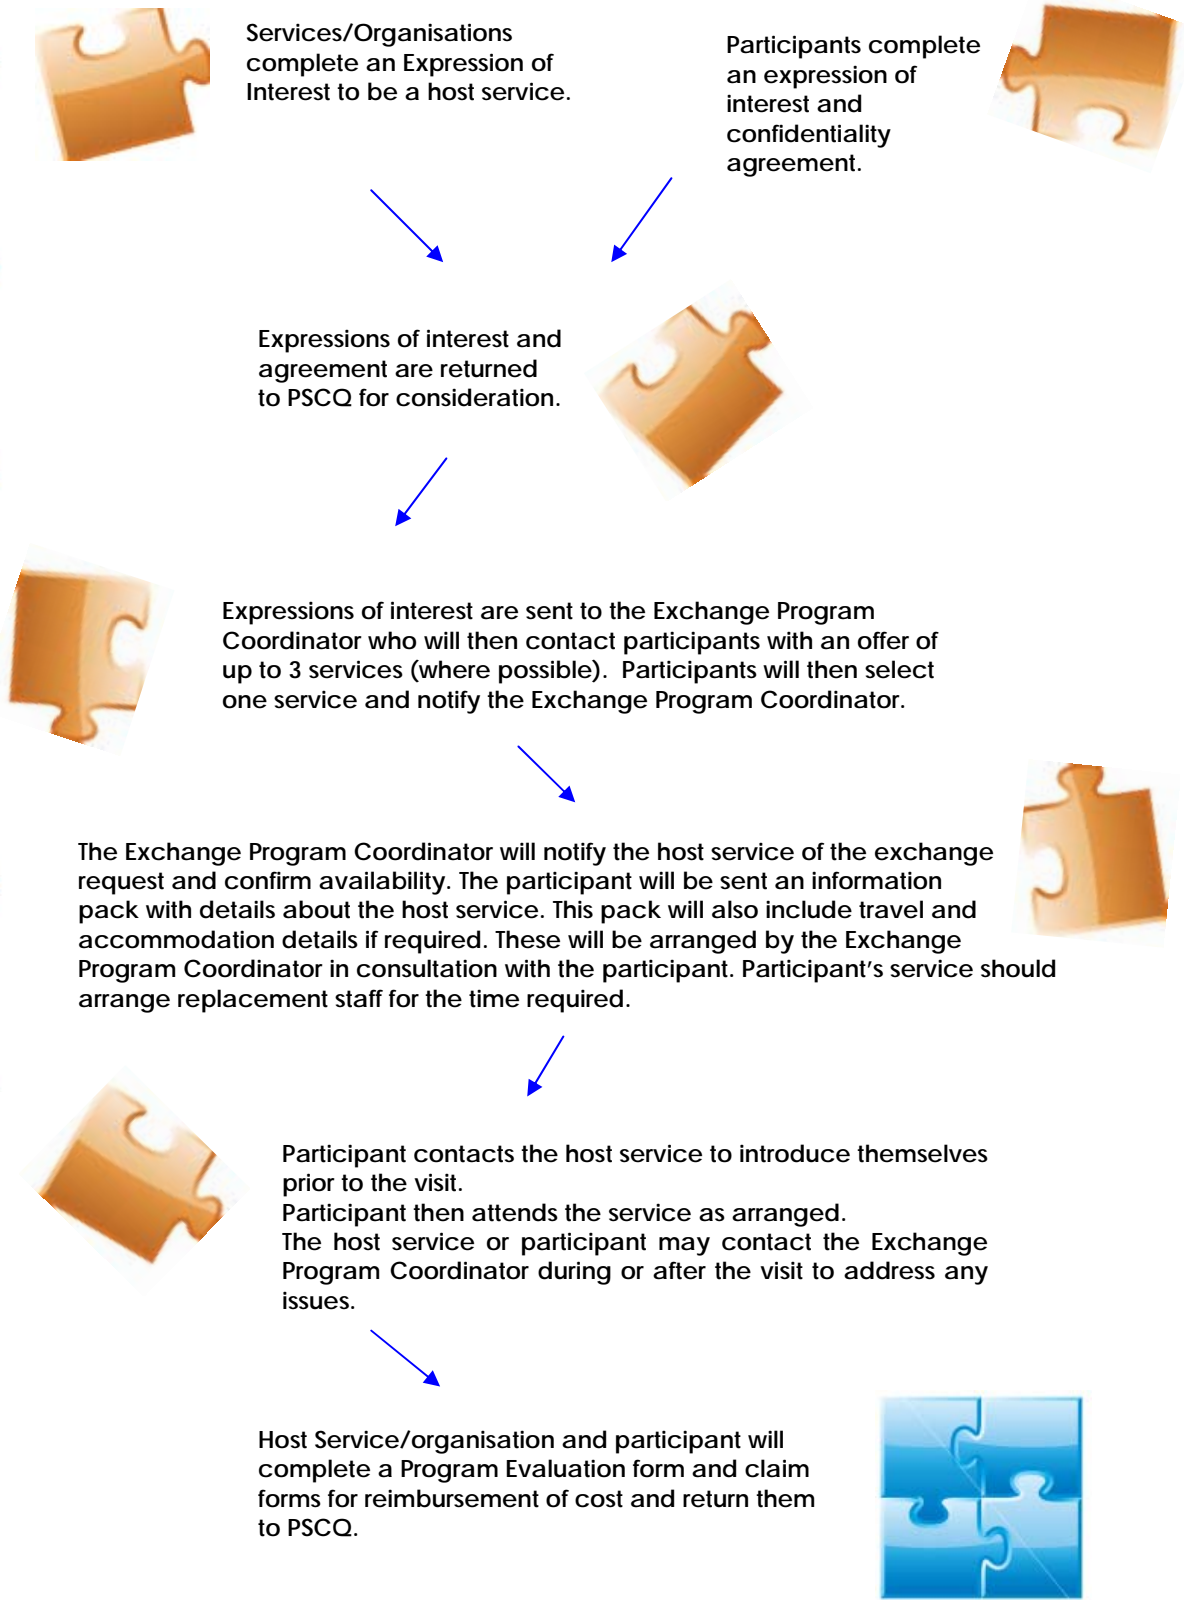 Services/Organisations
complete an Expression of
Interest to be a host service.
Participants complete
an expression of
interest and
confidentiality
agreement.
Expressions of interest and
agreement are returned
to PSCQ for consideration.
Expressions of interest are sent to the Exchange Program
Coordinator who will then contact participants with an offer of
up to 3 services (where possible).  Participants will then select
one service and notify the Exchange Program Coordinator.
The Exchange Program Coordinator will notify the host service of the exchange
request and confirm availability. The participant will be sent an information
pack with details about the host service. This pack will also include travel and
accommodation details if required. These will be arranged by the Exchange
Program Coordinator in consultation with the participant. Participant's service should
arrange replacement staff for the time required.
Participant contacts the host service to introduce themselves
prior to the visit.
Participant then attends the service as arranged.
The host service or participant may contact the Exchange
Program Coordinator during or after the visit to address any
issues.
Host Service/organisation and participant will
complete a Program Evaluation form and claim
forms for reimbursement of cost and return them
to PSCQ.